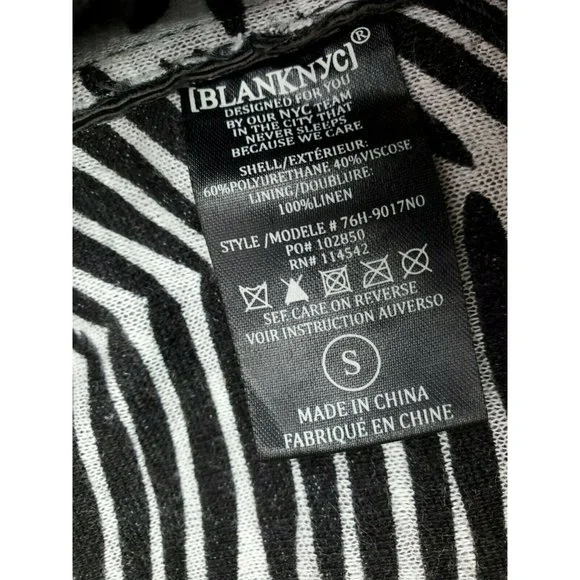 [BLANKNYC]®
DESIGNED FOR YOU
BY OUR NYC TEAM
IN THE CITY THAT
NEVER SLEEPS
BECAUSE WE CARE
SHELL/EXTÉRIEUR:
60%POLYURETHANE 40%VISCOSE
LINING/DOUBLURE:
100%LINEN
STYLE /MODELE # 76H-9017NO
PO# 102850
RN# 114542
SEE CARE ON REVERSE
VOIR INSTRUCTION AUVERSO
S
MADE IN CHINA
FABRIQUÉ EN CHINE